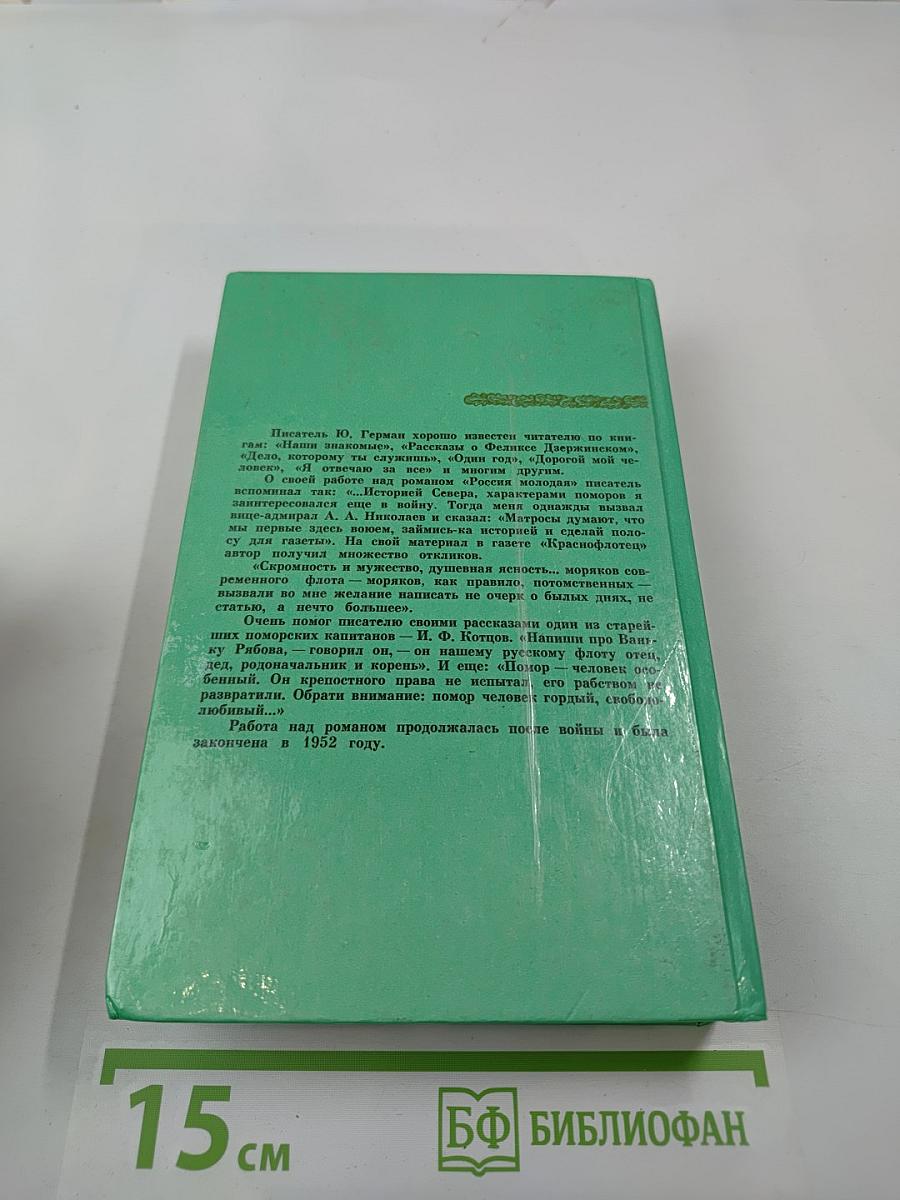 Писатель Ю. Герман хорошо известен читателю по кни-
гам: «Наши знакомые», «Рассказы о Феликсе Дзержинском»,
«Дело, которому ты служишь», «Один год», «Дорогой мой че-
ловек», «Я отвечаю за все» и многим другим.
О своей работе над романом «Россия молодая» писатель
вспоминал так: «...Историей Севера, характерами поморов я
заинтересовался еще в войну. Тогда меня однажды вызвал
вице-адмирал А. А. Николаев и сказал: «Матросы думают, что
мы первые здесь воюем, займись-ка историей и сделай поло-
су для газеты». На свой материал в газете «Краснофлотец»
автор получил множество откликов.
«Скромность и мужество, душевная ясность... моряков сов-
ременного флота — моряков, как правило, потомственных —
вызвали во мне желание написать не очерк о былых днях, не
статью, а нечто большее».
Очень помог писателю своими рассказами один из старей-
ших поморских капитанов — И. Ф. Котцов. «Напиши про Вань-
ку Рябова, — говорил он, — он нашему русскому флоту отец,
дед, родоначальник и корень». И еще: «Помор — человек осо-
бенный. Он крепостного права не испытал, его рабством не
развратили. Обрати внимание: помор человек гордый, свободо-
любивый...»
Работа над романом продолжалась после войны и была
закончена в 1952 году.
15 см
БФ БИБЛИОФАН